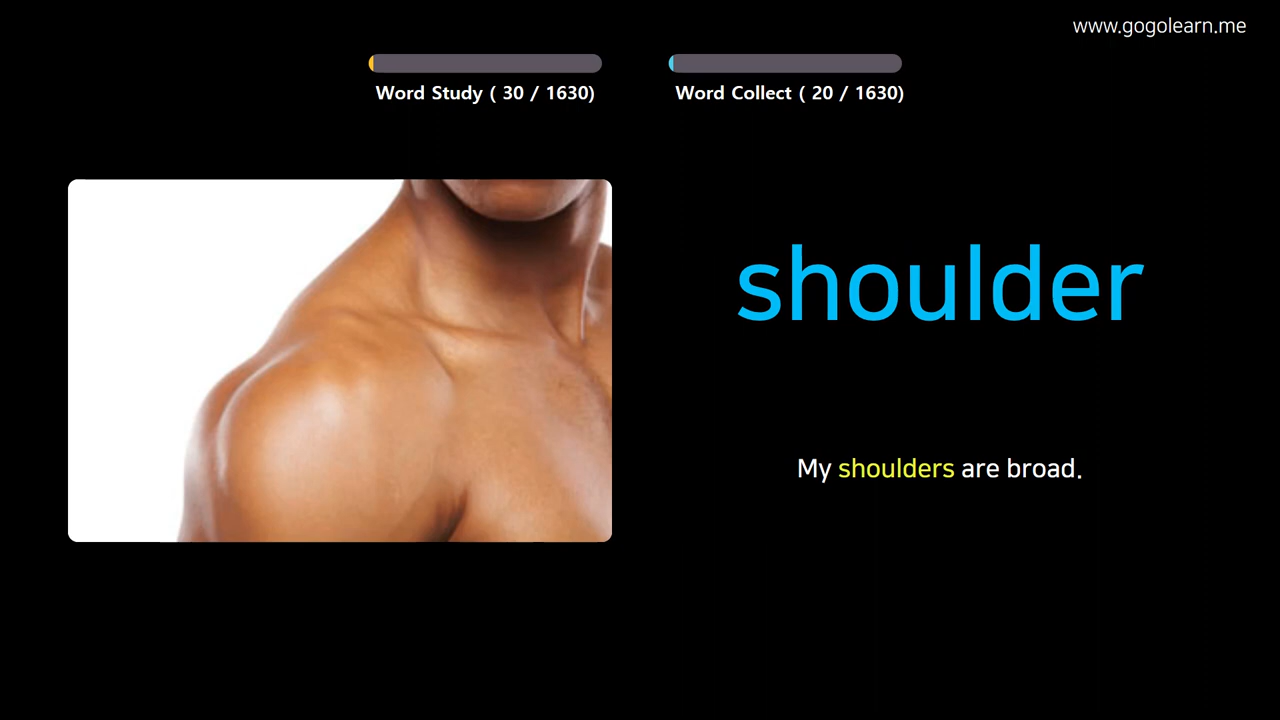 www.gogolearn.me
Word Study ( 30 / 1630)
Word Collect ( 20 / 1630)
shoulder
My shoulders are broad.